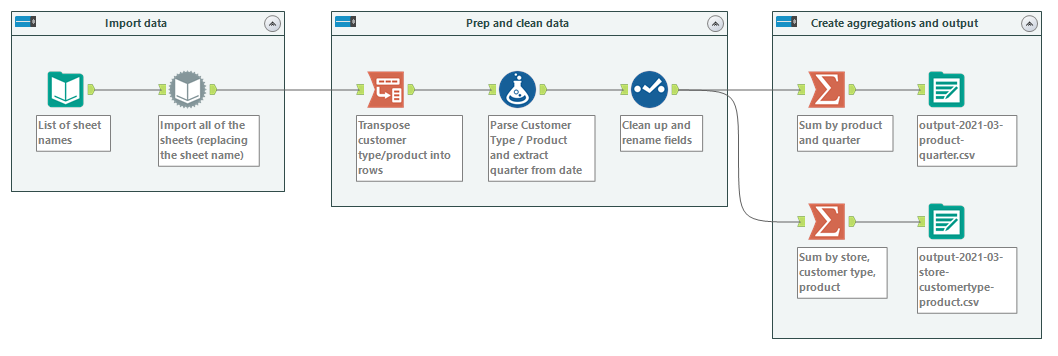 Import data
List of sheet
names
Import all of the
sheets (replacing
the sheet name)
Prep and clean data
Transpose
customer
type/product into
rows
Parse Customer
Type / Product
and extract
quarter from date
Clean up and
rename fields
Create aggregations and output
Sum by product
and quarter
output-2021-03-
product-
quarter.csv
Sum by store,
customer type,
product
output-2021-03-
store-
customertype-
product.csv